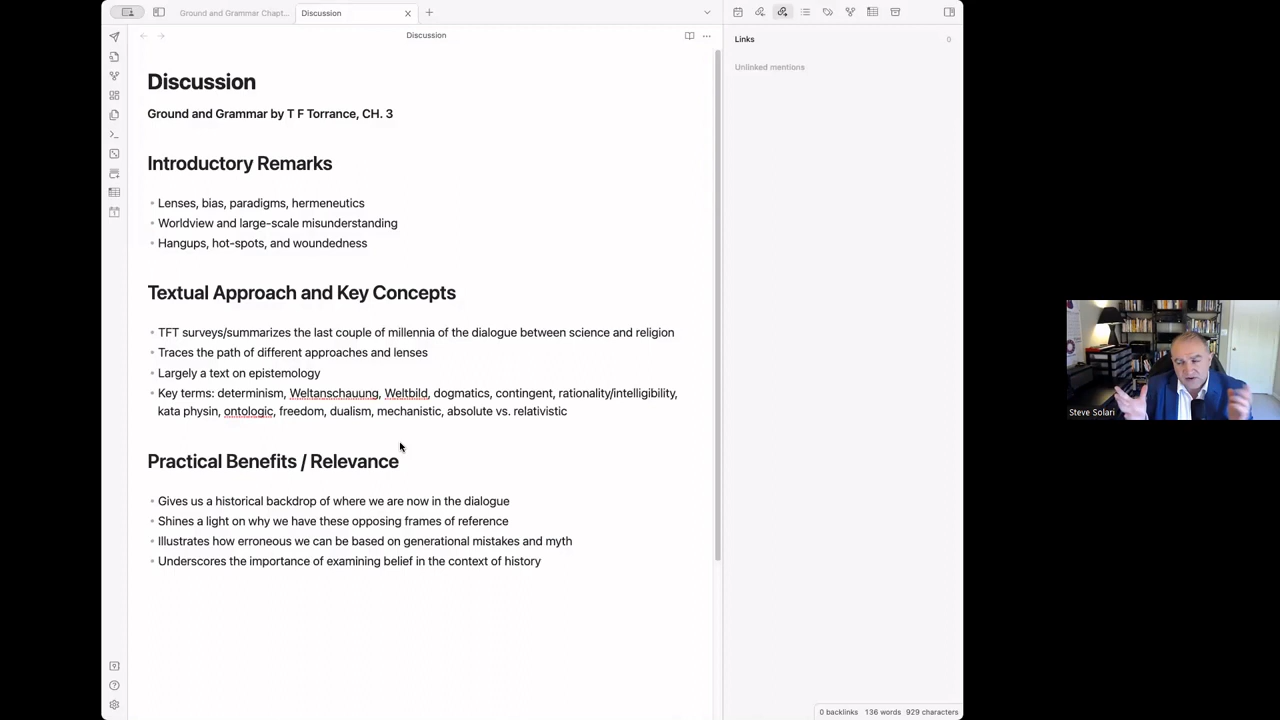 Ground and Grammar Chapt...
Discussion
Discussion
Links
0
Unlinked mentions
Discussion
Ground and Grammar by T F Torrance, CH. 3
Introductory Remarks
Lenses, bias, paradigms, hermeneutics
Worldview and large-scale misunderstanding
Hangups, hot-spots, and woundedness
Textual Approach and Key Concepts
TFT surveys/summarizes the last couple of millennia of the dialogue between science and religion
Traces the path of different approaches and lenses
Largely a text on epistemology
Key terms: determinism, Weltanschauung, Weltbild, dogmatics, contingent, rationality/intelligibility,
kata physin, ontologic, freedom, dualism, mechanistic, absolute vs. relativistic
Practical Benefits / Relevance
Gives us a historical backdrop of where we are now in the dialogue
Shines a light on why we have these opposing frames of reference
Illustrates how erroneous we can be based on generational mistakes and myth
Underscores the importance of examining belief in the context of history
Steve Solari
0 backlinks 136 words 929 characters